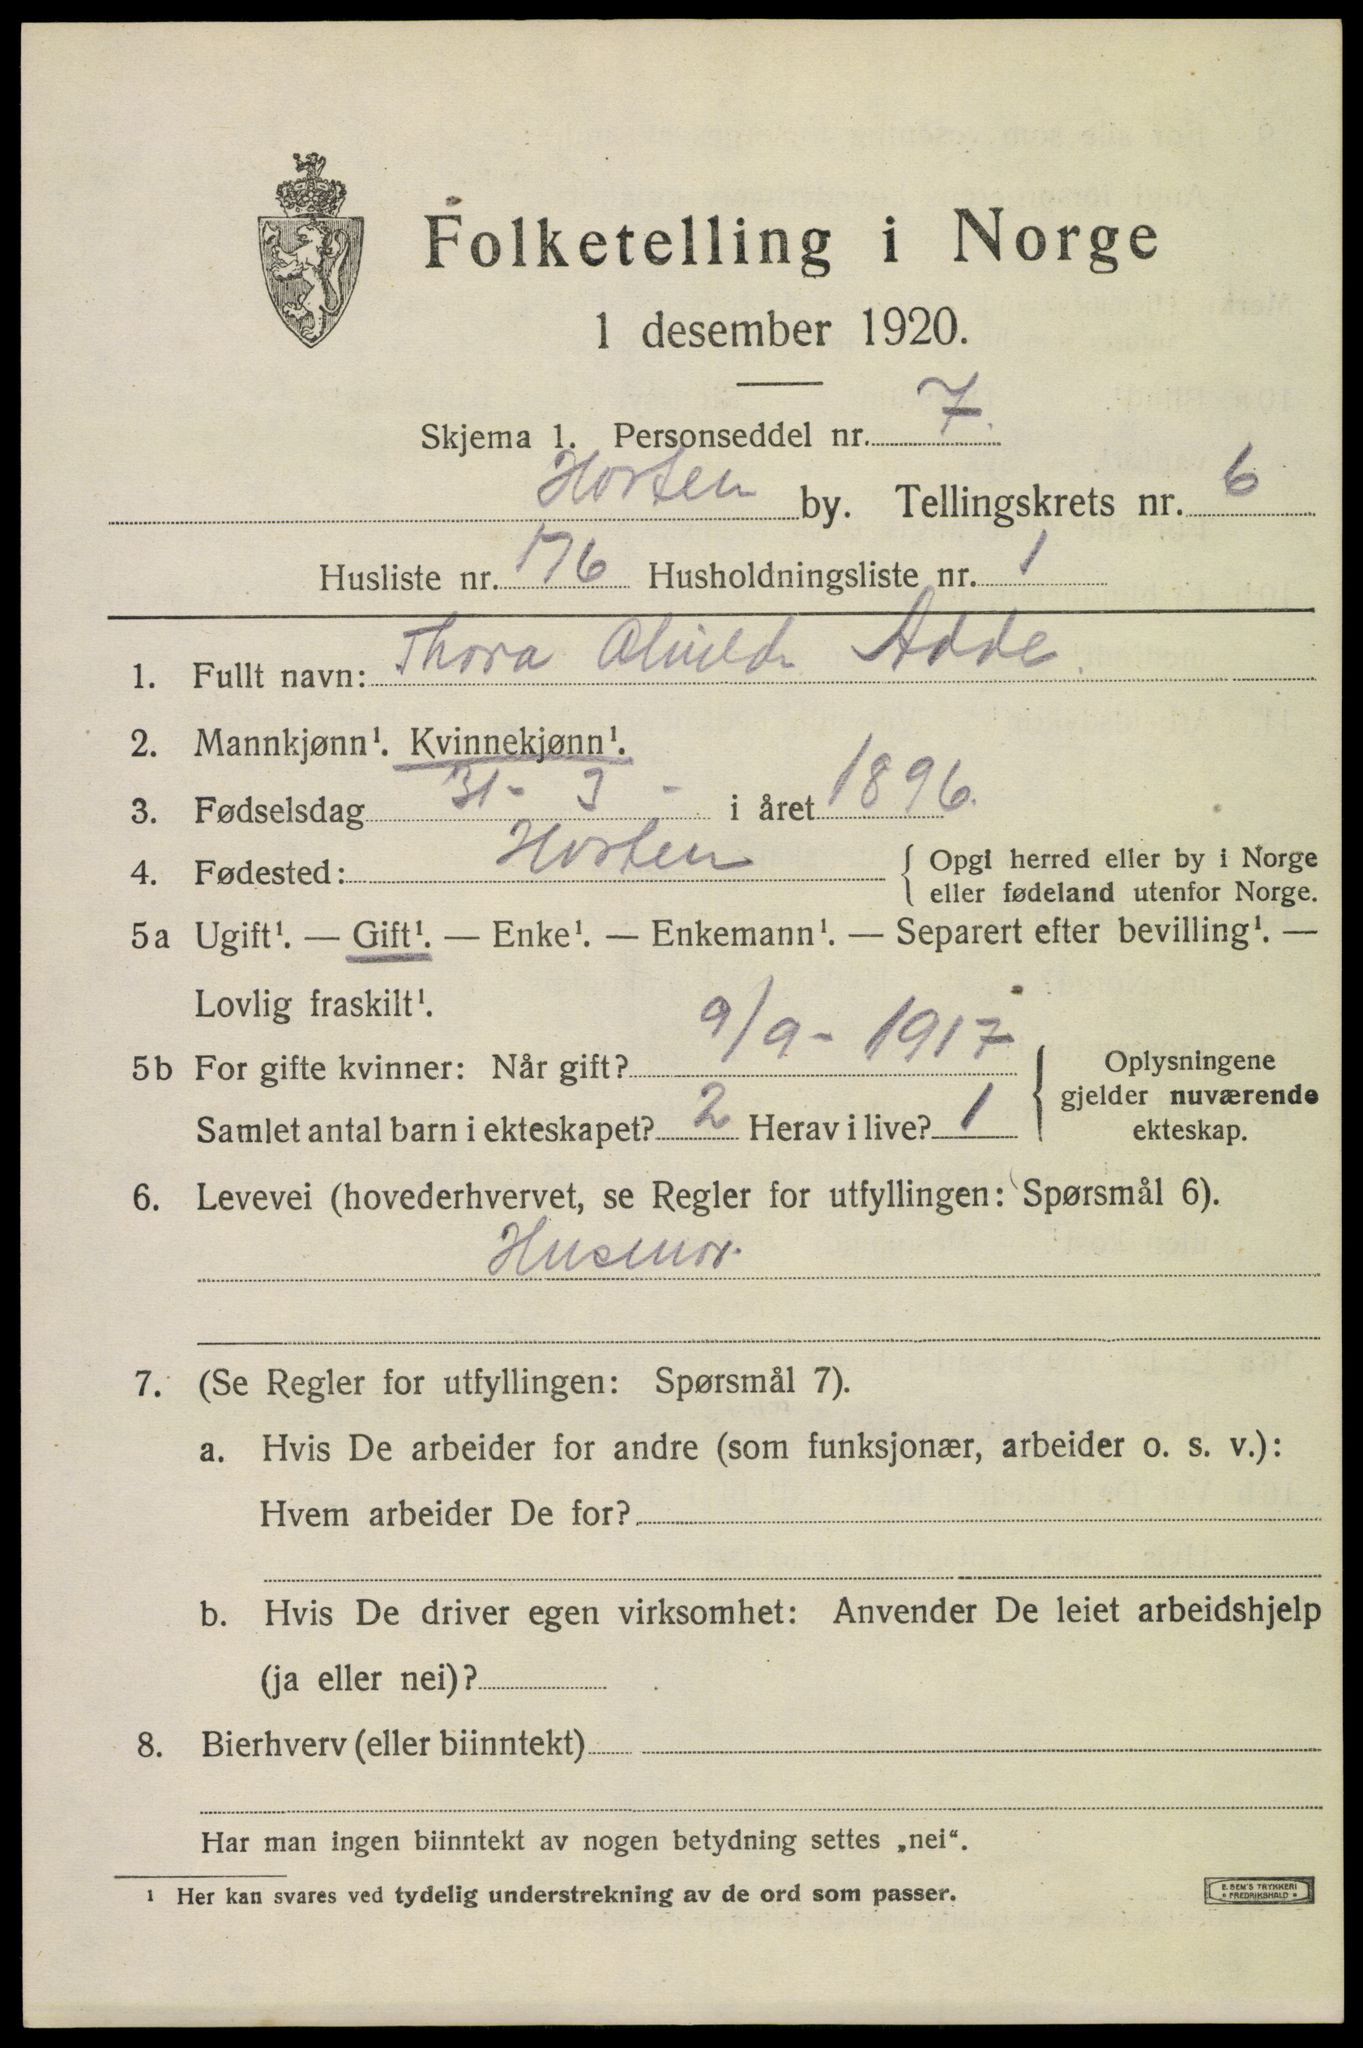 Folketelling i Norge
1 desember 1920.
Skjema 1. Personseddel nr. 7.
Horten by. Tellingskrets nr. 6
Husliste nr. 176 Husholdningsliste nr. 1
1. Fullt navn: Thora Alvilde Adde.
2. Mannkjønn¹. Kvinnekjønn¹.
3. Fødselsdag 31 - 3 - i året 1896.
4. Fødested: Horten { Opgi herred eller by i Norge
eller fødeland utenfor Norge.
5a Ugift¹. — Gift¹. — Enke¹. — Enkemann¹. — Separert efter bevilling¹. —
Lovlig fraskilt¹.
5b For gifte kvinner: Når gift? 9/9 - 1917
Samlet antal barn i ekteskapet? 2 Herav i live? 1
{ Oplysningene
gjelder nuværende
ekteskap.
6. Levevei (hovederhvervet, se Regler for utfyllingen: Spørsmål 6).
Husmor.
7. (Se Regler for utfyllingen: Spørsmål 7).
a. Hvis De arbeider for andre (som funksjonær, arbeider o. s. v.):
Hvem arbeider De for?
b. Hvis De driver egen virksomhet: Anvender De leiet arbeidshjelp
(ja eller nei)?
8. Bierhverv (eller biinntekt)
Har man ingen biinntekt av nogen betydning settes „nei“.
¹ Her kan svares ved tydelig understrekning av de ord som passer.
E. SEM'S TRYKKERI
FREDRIKSHALD